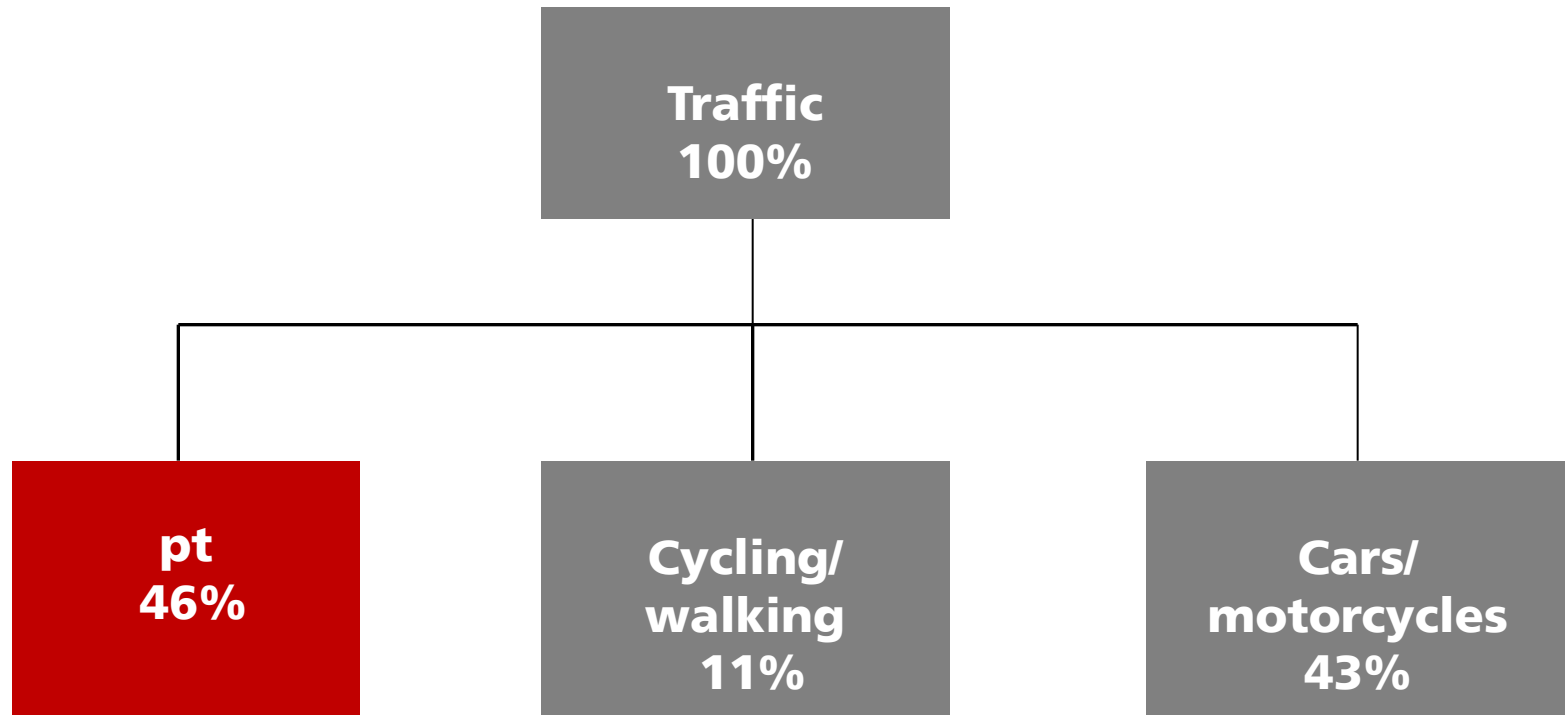 Traffic
100%
pt
46%
Cycling/
walking
11%
Cars/
motorcycles
43%